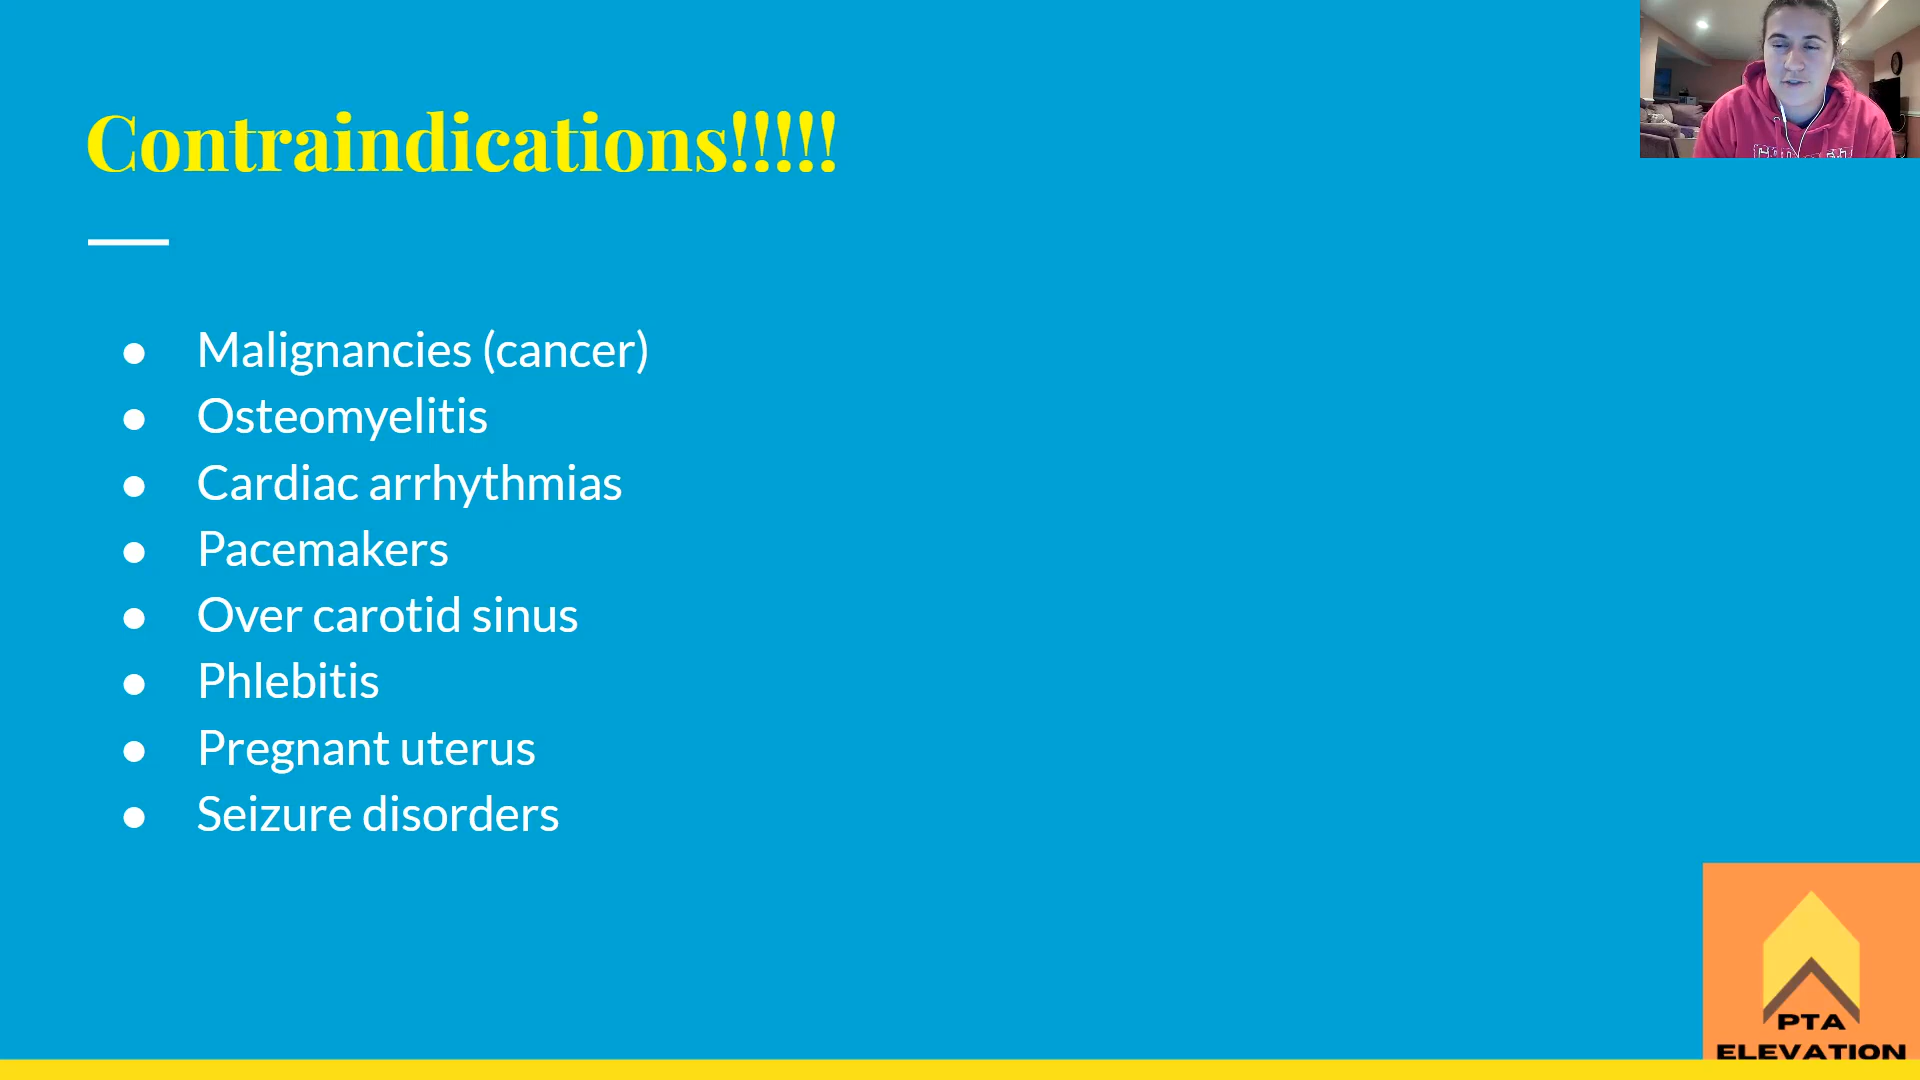 Contraindications!!!!!
● Malignancies (cancer)
● Osteomyelitis
● Cardiac arrhythmias
● Pacemakers
● Over carotid sinus
● Phlebitis
● Pregnant uterus
● Seizure disorders
PTA
ELEVATION